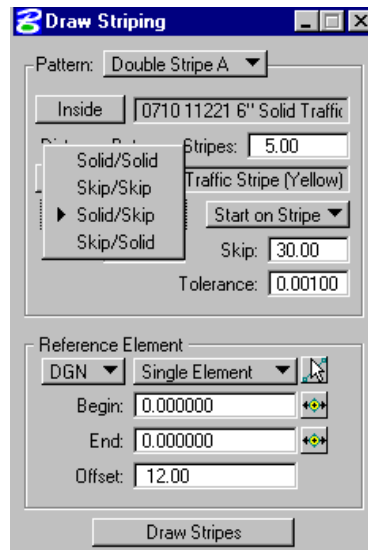 Draw Striping
Pattern: Double Stripe A
Inside 0710 11221 6" Solid Traffic
Stripes: 5.00
Solid/Solid
Traffic Stripe (Yellow)
Skip/Skip
Solid/Skip
Start on Stripe
Skip/Solid
Skip: 30.00
Tolerance: 0.00100
Reference Element
DGN Single Element
Begin: 0.000000
End: 0.000000
Offset: 12.00
Draw Stripes